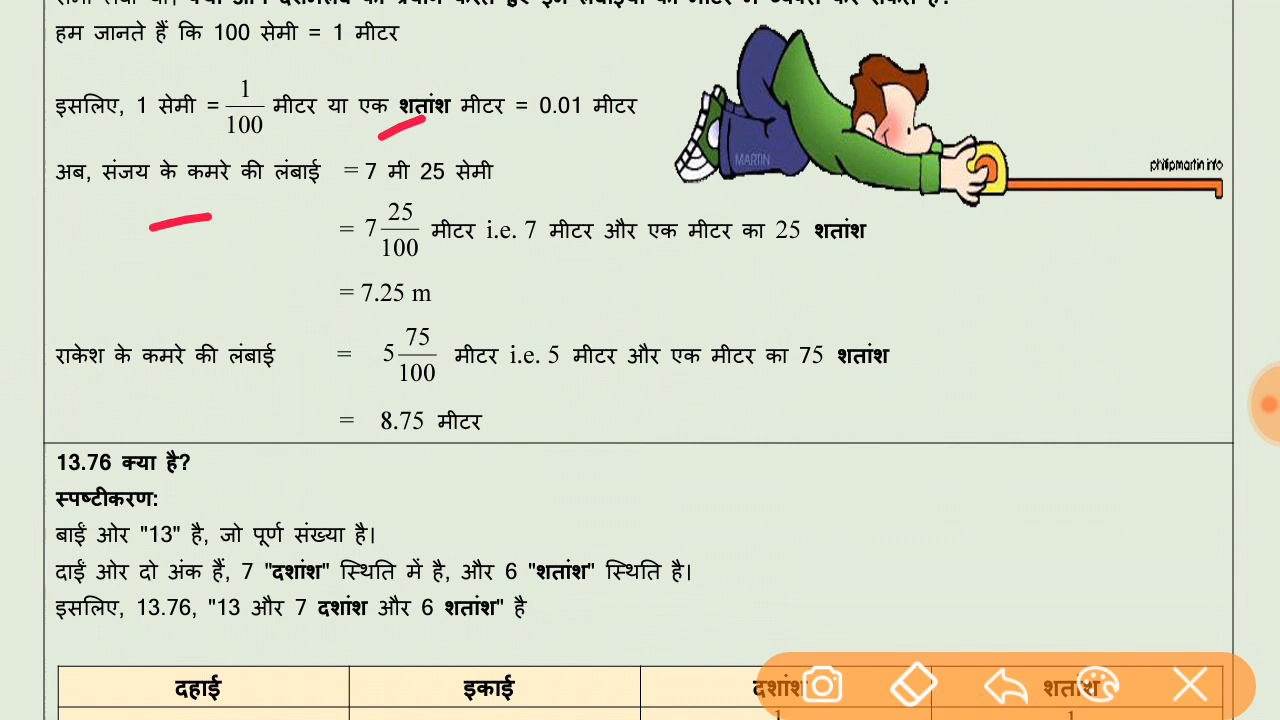 हम जानते हैं कि 100 सेमी = 1 मीटर
इसलिए, 1 सेमी = 1/100 मीटर या एक शतांश मीटर = 0.01 मीटर
अब, संजय के कमरे की लंबाई = 7 मी 25 सेमी
MARTIN
philipmartin info
= 7 25/100 मीटर i.e. 7 मीटर और एक मीटर का 25 शतांश
= 7.25 m
राकेश के कमरे की लंबाई = 5 75/100 मीटर i.e. 5 मीटर और एक मीटर का 75 शतांश
= 8.75 मीटर
13.76 क्या है?
स्पष्टीकरण:
बाईं ओर "13" है, जो पूर्ण संख्या है।
दाईं ओर दो अंक हैं, 7 "दशांश" स्थिति में है, और 6 "शतांश" स्थिति है।
इसलिए, 13.76, "13 और 7 दशांश और 6 शतांश" है
दहाई इकाई दशांश शतांश